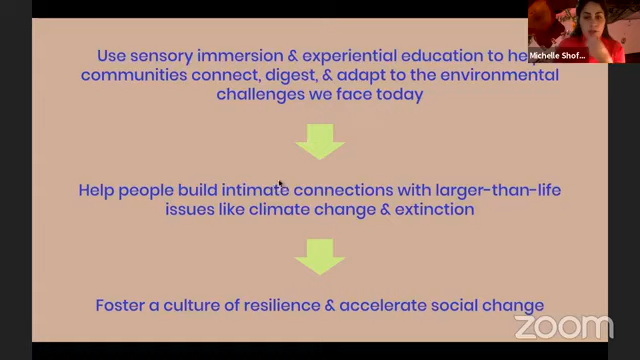 Use sensory immersion & experiential education to help
communities connect, digest, & adapt to the environmental
challenges we face today
Help people build intimate connections with larger-than-life
issues like climate change & extinction
Foster a culture of resilience & accelerate social change
Michelle Shof...
zoom